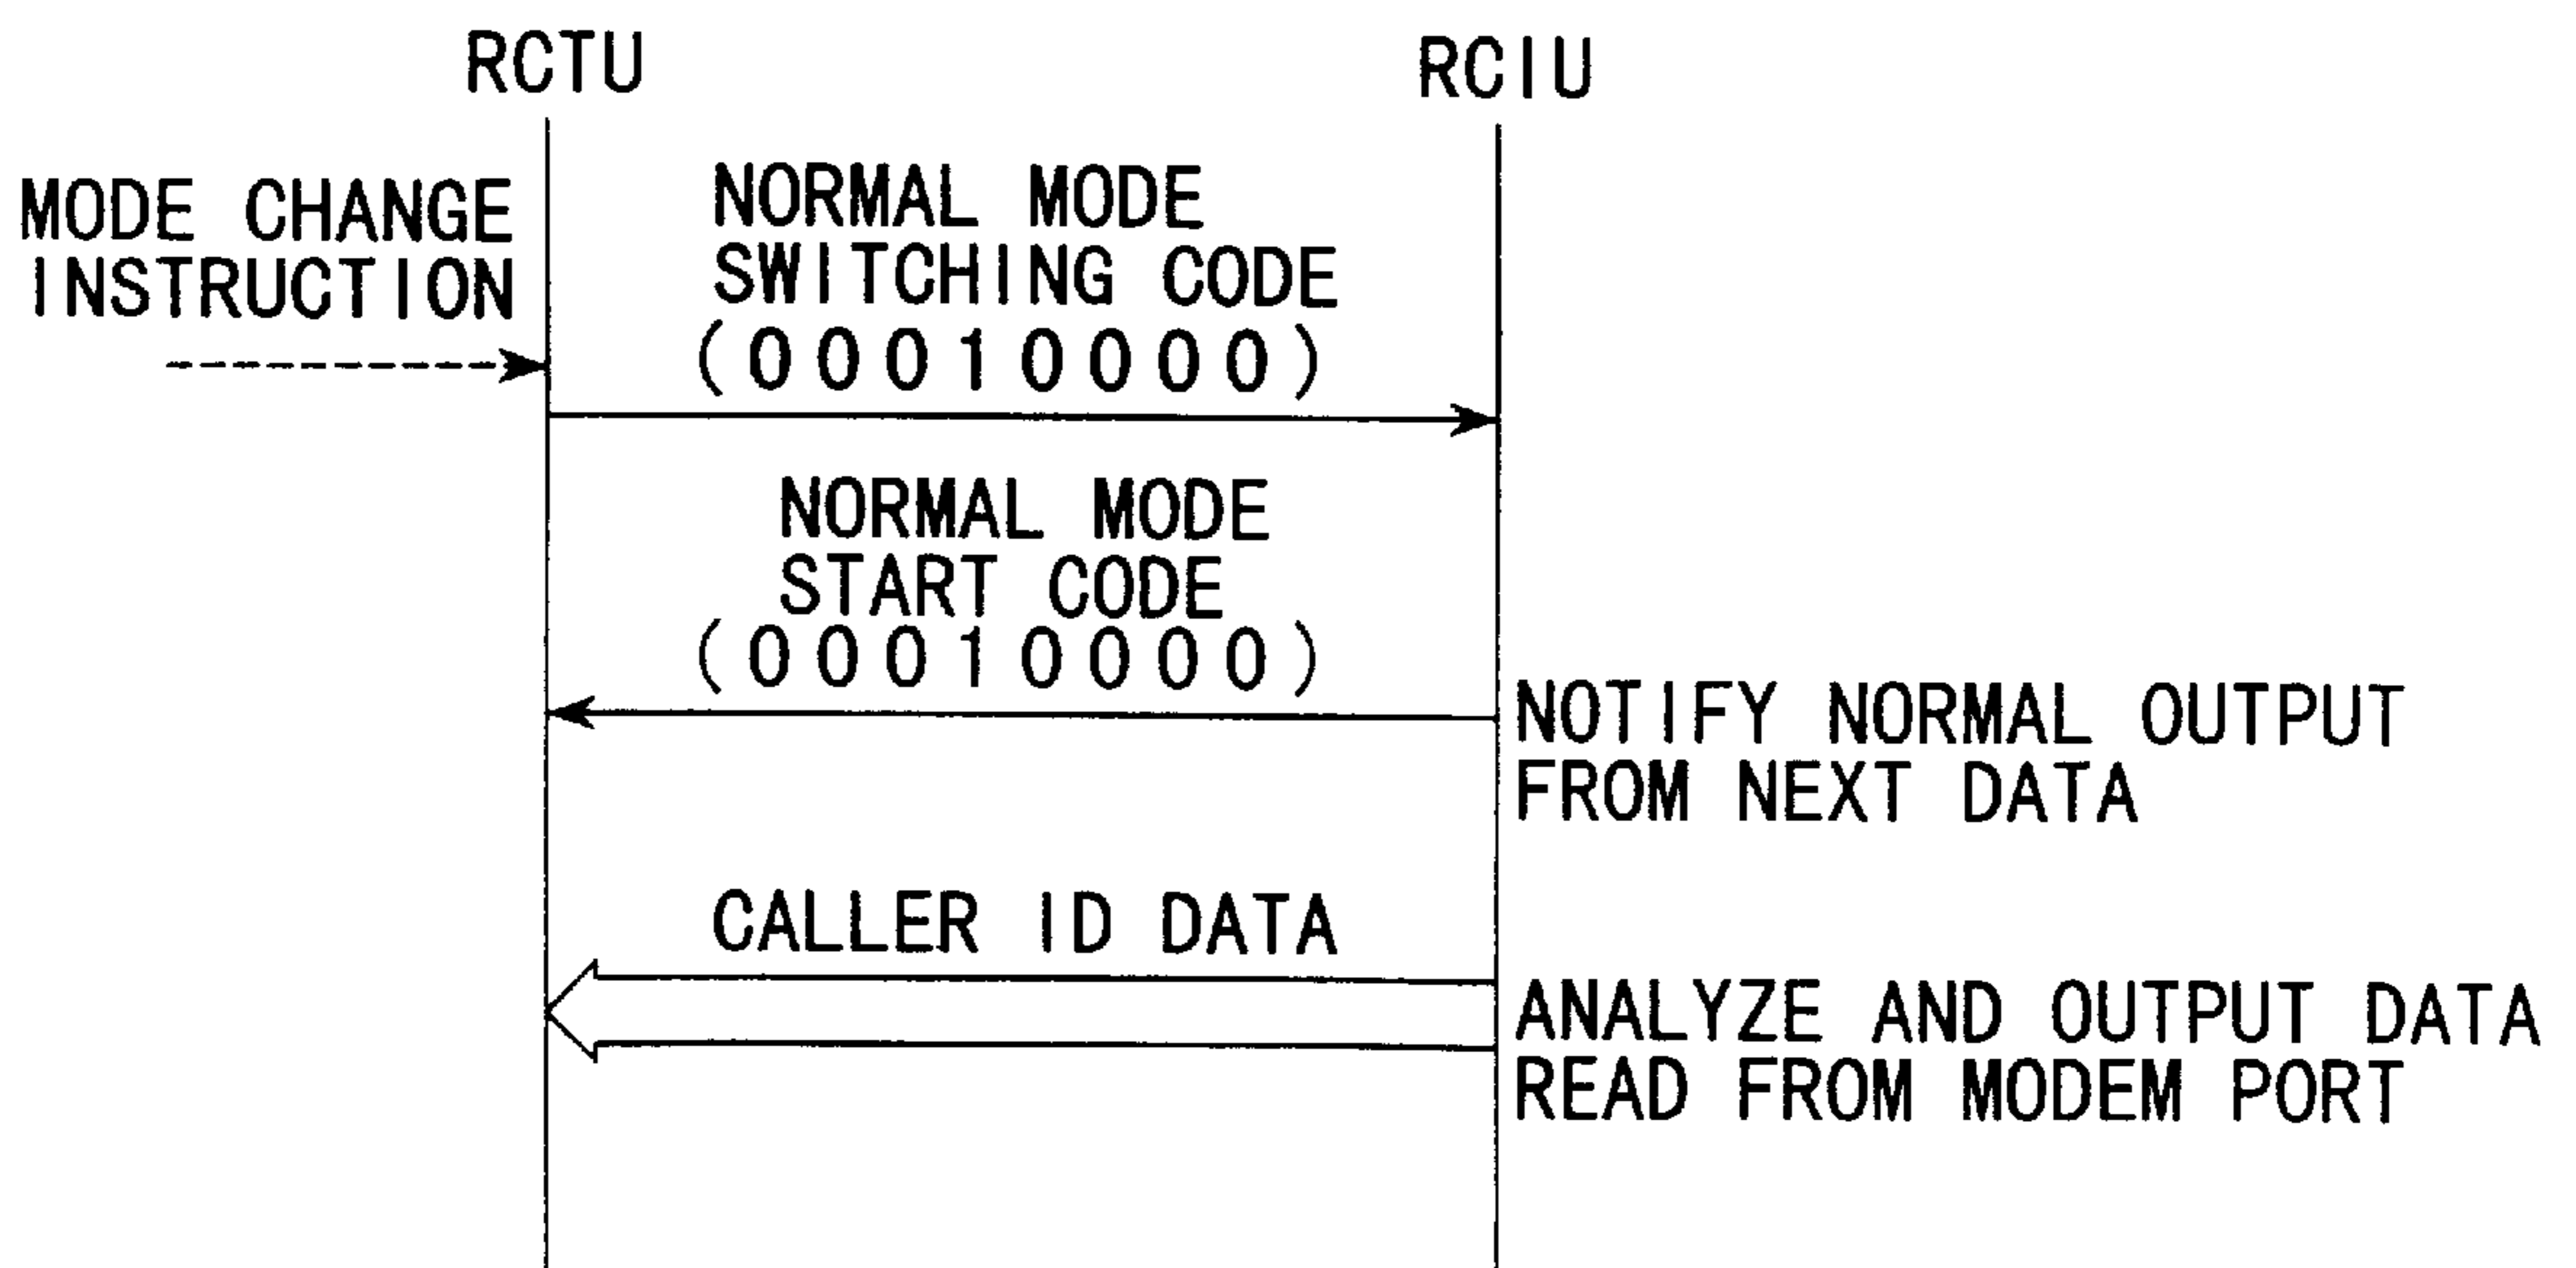 RCTU
RCIU
MODE CHANGE
INSTRUCTION
NORMAL MODE
SWITCHING CODE
(00010000)
NORMAL MODE
START CODE
(00010000)
NOTIFY NORMAL OUTPUT
FROM NEXT DATA
CALLER ID DATA
ANALYZE AND OUTPUT DATA
READ FROM MODEM PORT